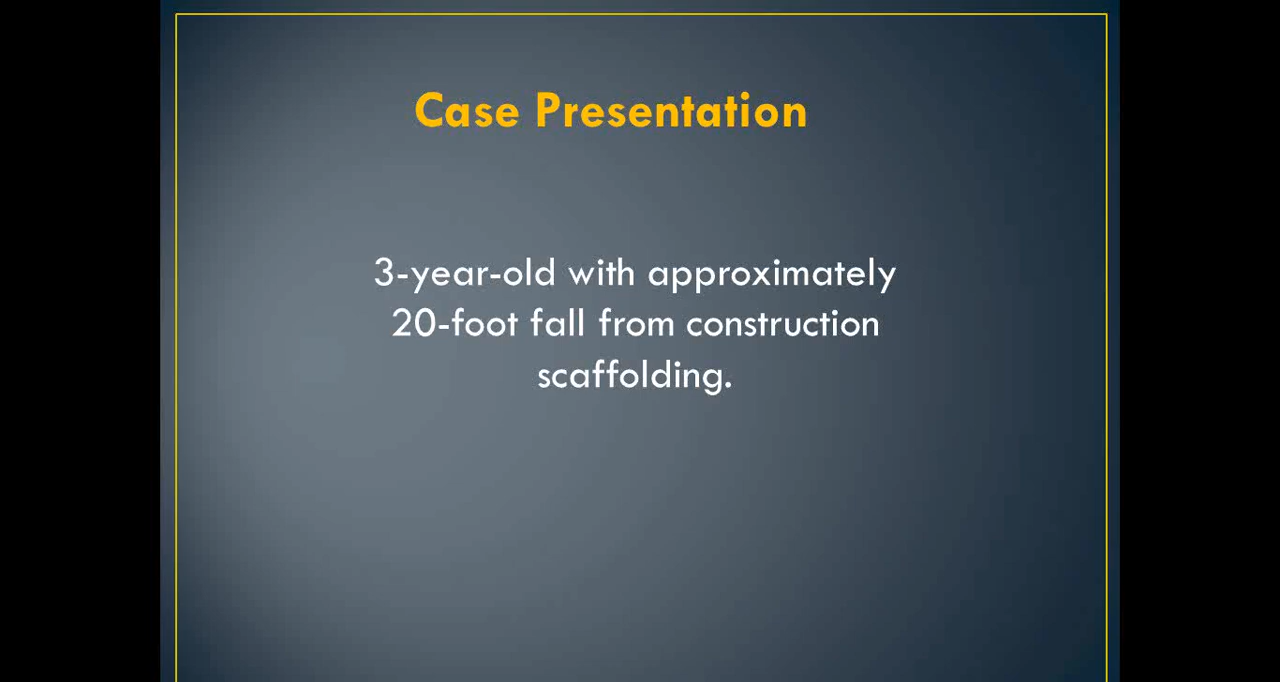 Case Presentation
3-year-old with approximately
20-foot fall from construction
scaffolding.